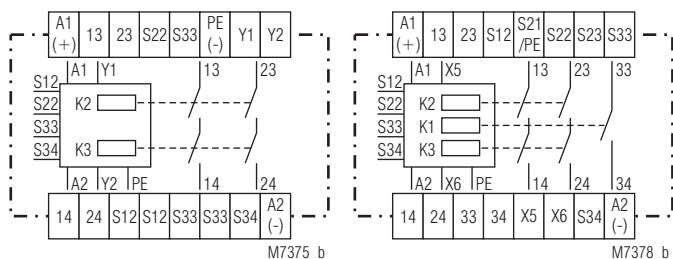 A1 (+) 13 23 S22 S33 PE (-) Y1 Y2
A1 Y1 13 23
S12
S22
S33
S34
K2
K3
A2 Y2 PE 14 24
14 24 S12 S12 S33 S33 S34 A2 (-)
M7375 b
A1 (+) 13 23 S12 S21 /PE S22 S23 S33
A1 X5 13 23 33
S12
S22
S33
S34
K2
K1
K3
A2 X6 PE 14 24 34
14 24 33 34 X5 X6 S34 A2 (-)
M7378 b